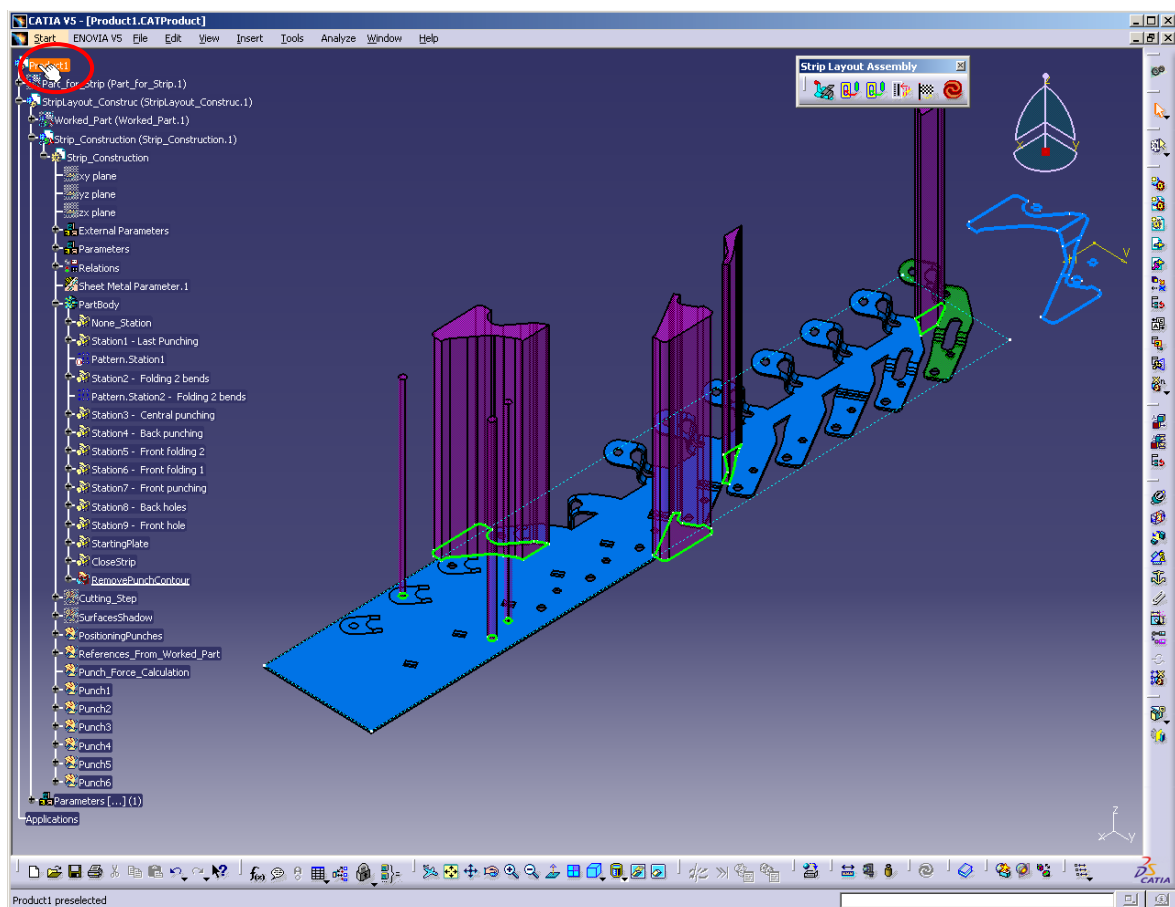 CATIA V5 - [Product1.CATProduct]
Start ENOVIA V5 File Edit View Insert Tools Analyze Window Help
Product1
Part_for_Strip (Part_for_Strip.1)
StripLayout_Construc (StripLayout_Construc.1)
Worked_Part (Worked_Part.1)
Strip_Construction (Strip_Construction.1)
Strip_Construction
xy plane
yz plane
zx plane
External Parameters
Parameters
Relations
Sheet Metal Parameter.1
PartBody
None_Station
Station1 - Last Punching
Pattern.Station1
Station2 - Folding 2 bends
Pattern.Station2 - Folding 2 bends
Station3 - Central punching
Station4 - Back punching
Station5 - Front folding 2
Station6 - Front folding 1
Station7 - Front punching
Station8 - Back holes
Station9 - Front hole
StartingPlate
CloseStrip
RemovePunchContour
Cutting_Step
SurfacesShadow
PositioningPunches
References_From_Worked_Part
Punch_Force_Calculation
Punch1
Punch2
Punch3
Punch4
Punch5
Punch6
Parameters [...] (1)
Applications
Strip Layout Assembly
z
x
y
V
z
x
y
f(x)
CATIA
Product1 preselected